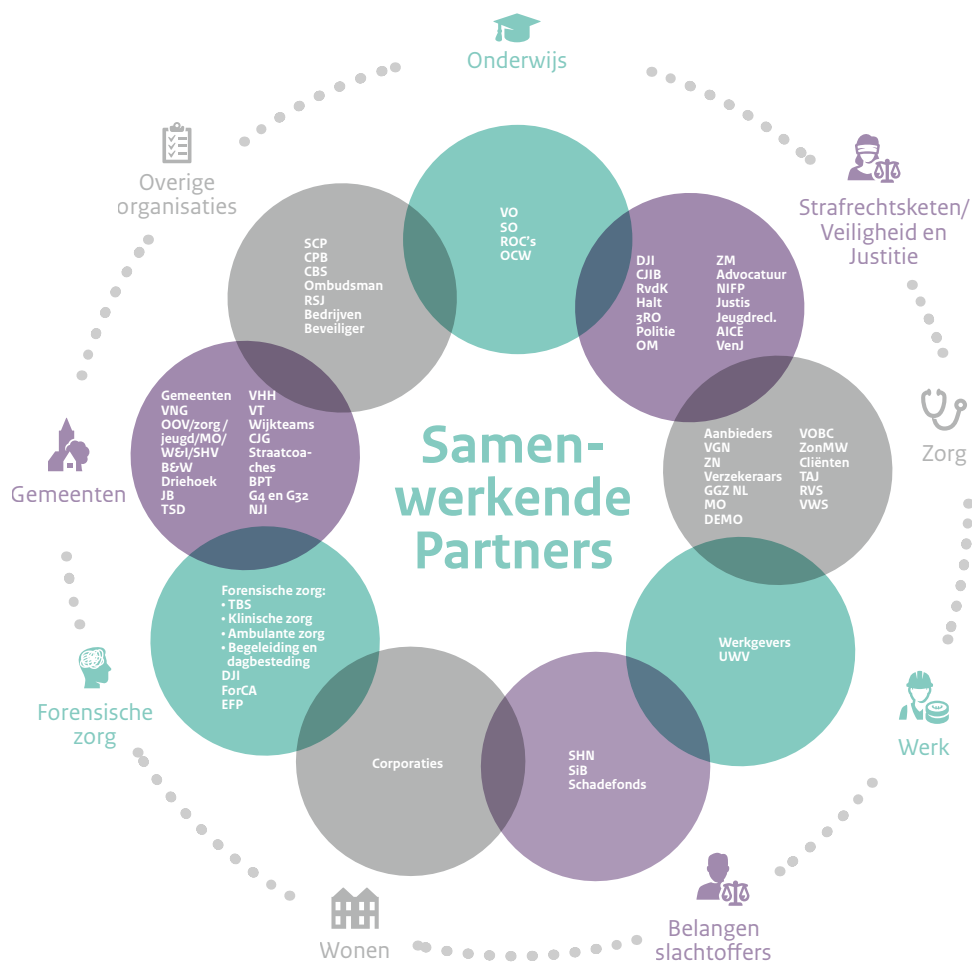 Onderwijs
Overige
organisaties
Strafrechtsketen/
Veiligheid en
Justitie
VO
SO
ROC's
OCW
SCP
CPB
CBS
Ombudsman
RSJ
Bedrijven
Beveiliger
DJI
CJIB
RvdK
Halt
3RO
Politie
OM
ZM
Advocatuur
NIFP
Justis
Jeugdrecl.
AICE
VenJ
Gemeenten
VNG
OOV/zorg /
jeugd/MO/
W&I/SHV
B&W
Driehoek
JB
TSD
VHH
VT
Wijkteams
CJG
Straatcoa-
ches
BPT
G4 en G32
NJI
Samen-
werkende
Partners
Aanbieders
VGN
ZN
Verzekeraars
GGZ NL
MO
DEMO
VOBC
ZonMW
Cliënten
TAJ
RVS
VWS
Zorg
Gemeenten
Forensische zorg:
• TBS
• Klinische zorg
• Ambulante zorg
• Begeleiding en
dagbesteding
DJI
ForCA
EFP
Werkgevers
UWV
Forensische
zorg
Werk
Corporaties
SHN
SiB
Schadefonds
Wonen
Belangen
slachtoffers